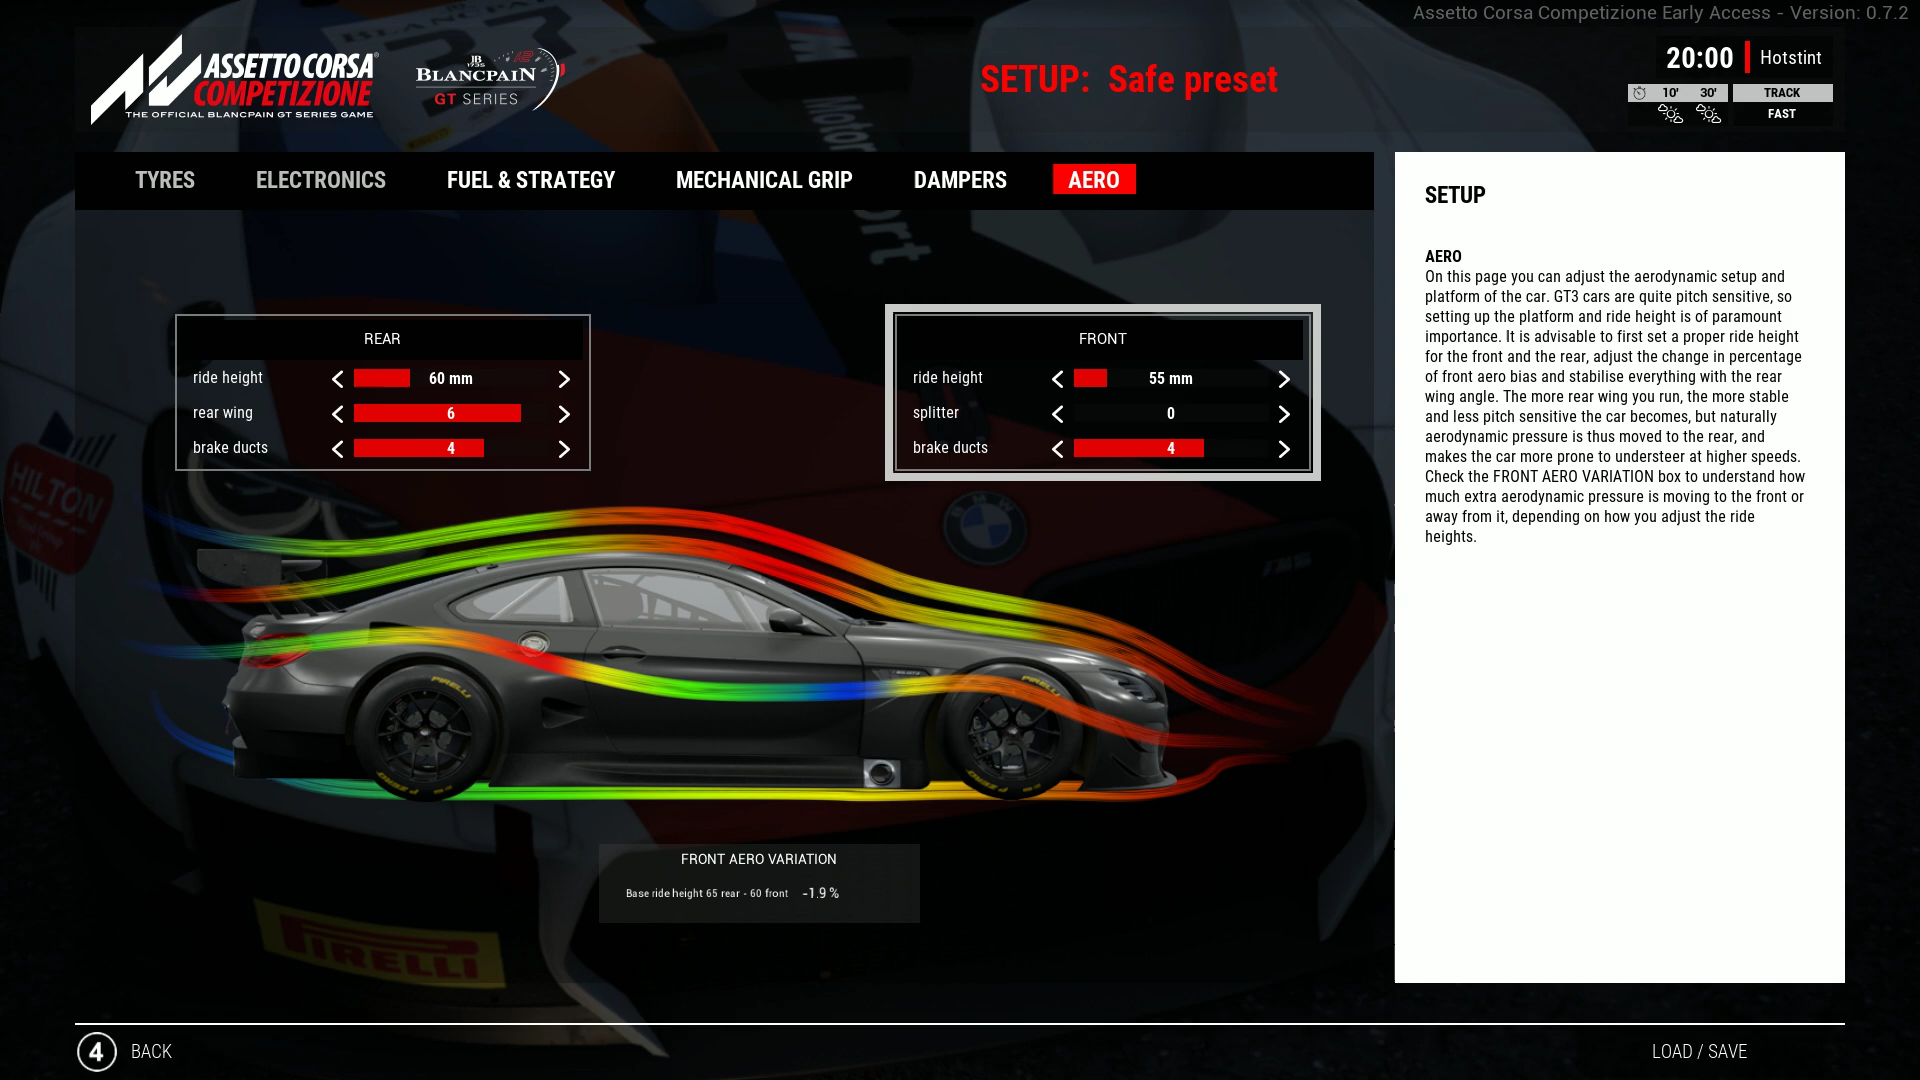 Assetto Corsa Competizione Early Access - Version: 0.7.2
ASSETTO CORSA
COMPETIZIONE
THE OFFICIAL BLANCPAIN GT SERIES GAME
JB
1735
BLANCPAIN
GT SERIES
SETUP: Safe preset
20:00 Hotstint
10' 30' TRACK
FAST
TYRES ELECTRONICS FUEL & STRATEGY MECHANICAL GRIP DAMPERS AERO
REAR
ride height 60 mm
rear wing 6
brake ducts 4
FRONT
ride height 55 mm
splitter 0
brake ducts 4
SETUP
AERO
On this page you can adjust the aerodynamic setup and
platform of the car. GT3 cars are quite pitch sensitive, so
setting up the platform and ride height is of paramount
importance. It is advisable to first set a proper ride height
for the front and the rear, adjust the change in percentage
of front aero bias and stabilise everything with the rear
wing angle. The more rear wing you run, the more stable
and less pitch sensitive the car becomes, but naturally
aerodynamic pressure is thus moved to the rear, and
makes the car more prone to understeer at higher speeds.
Check the FRONT AERO VARIATION box to understand how
much extra aerodynamic pressure is moving to the front or
away from it, depending on how you adjust the ride
heights.
HILTON
BMW
PIRELLI
PIRELLI
P ZERO
P ZERO
FRONT AERO VARIATION
Base ride height 65 rear - 60 front -1.9 %
PIRELLI
4 BACK
LOAD / SAVE